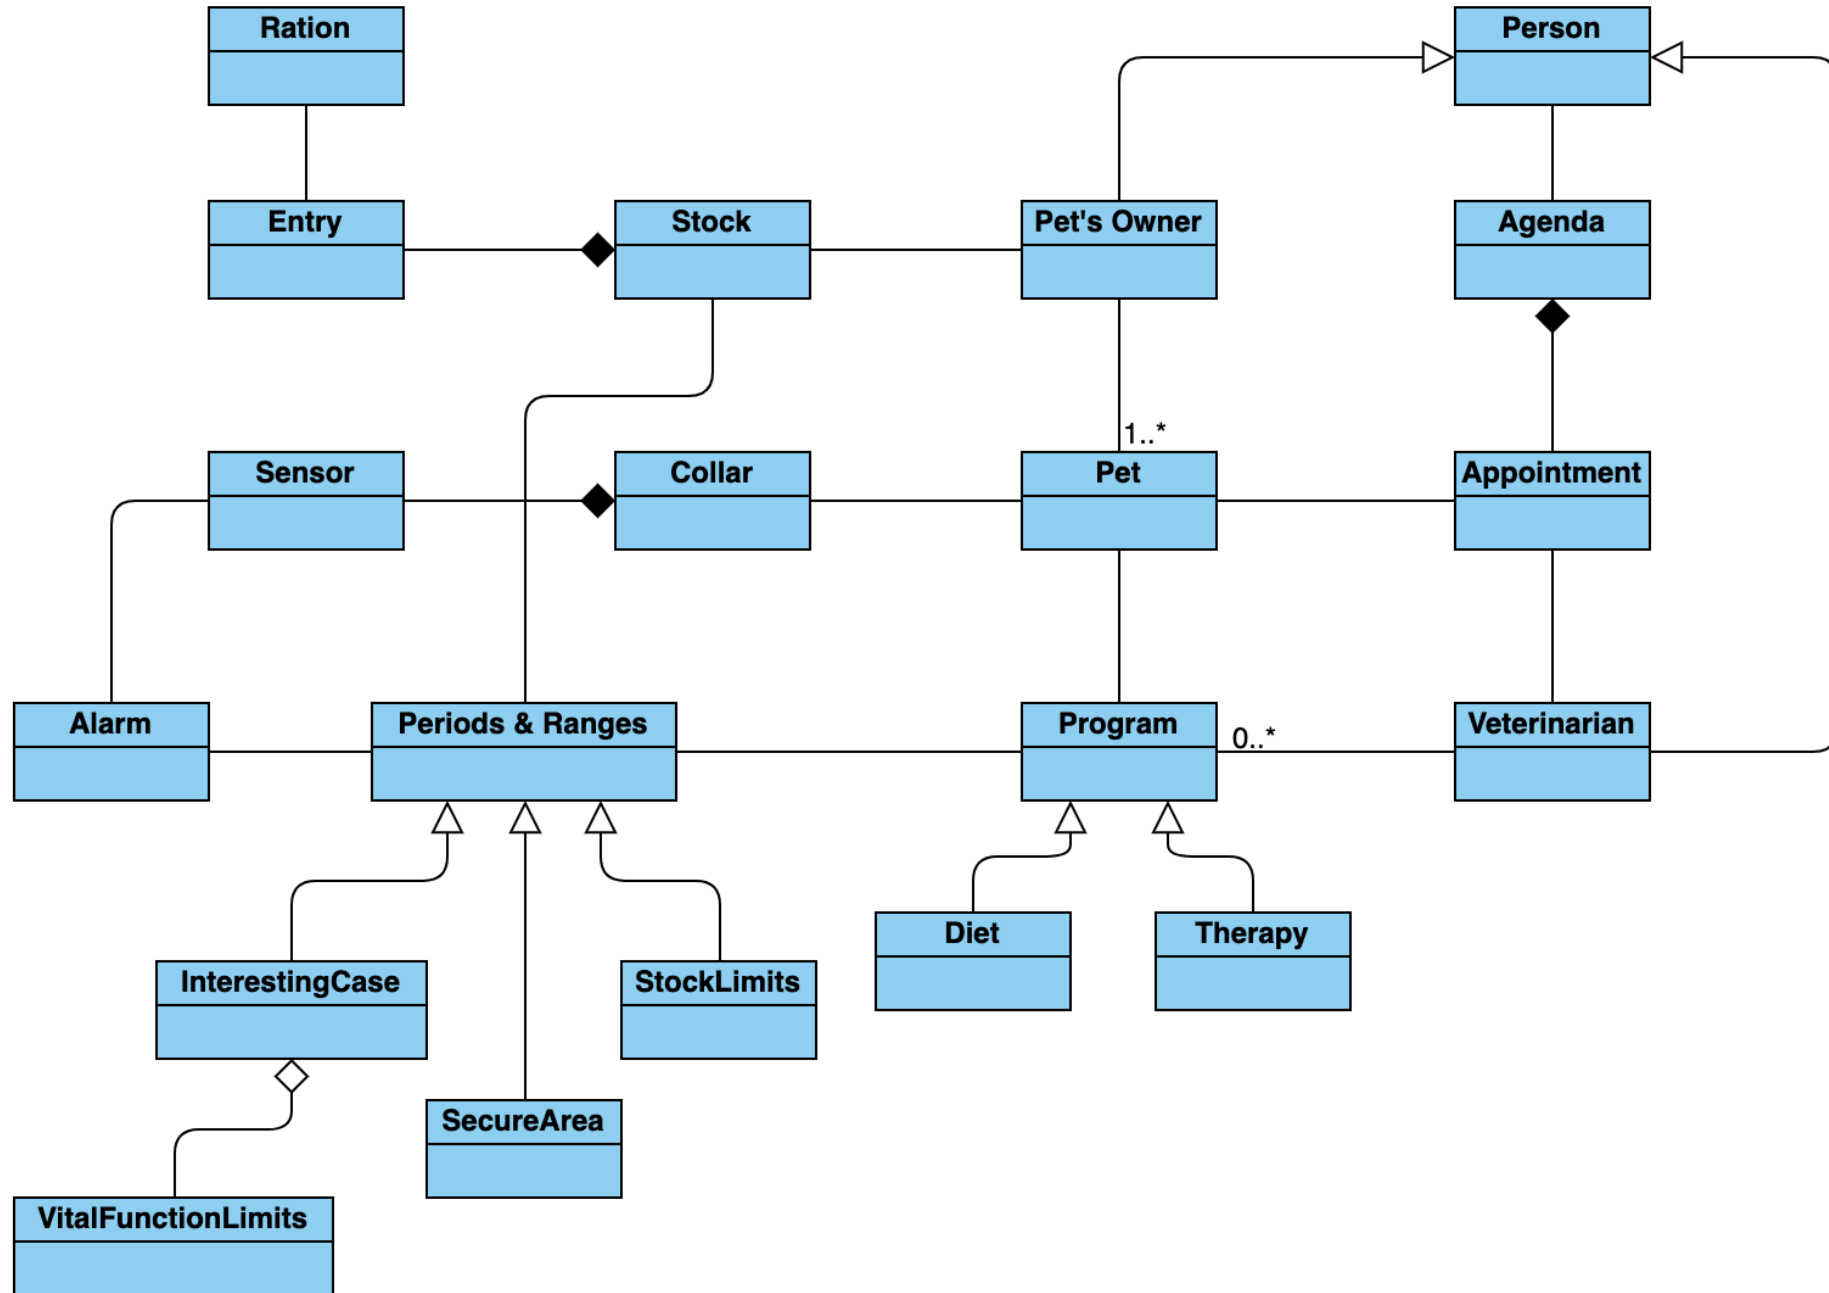 Ration
Person
Entry
Stock
Pet's Owner
Agenda
1..*
Sensor
Collar
Pet
Appointment
Alarm
Periods & Ranges
Program
0..*
Veterinarian
Diet
Therapy
InterestingCase
StockLimits
SecureArea
VitalFunctionLimits